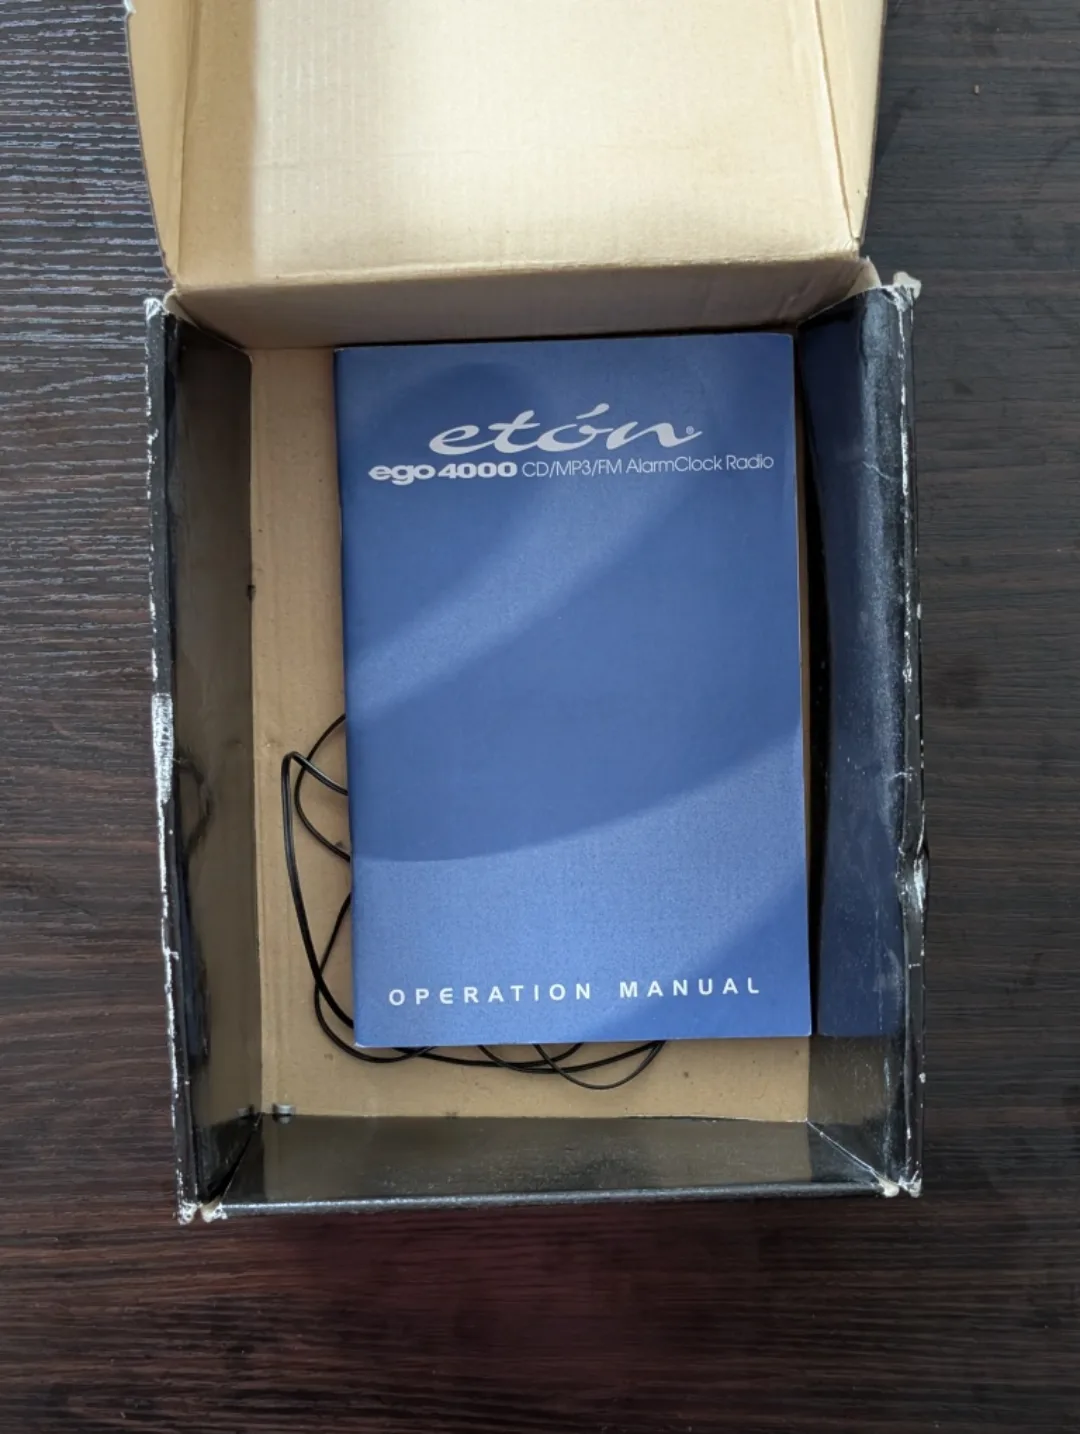 etón®
ego 4000 CD/MP3/FM AlarmClock Radio
OPERATION MANUAL